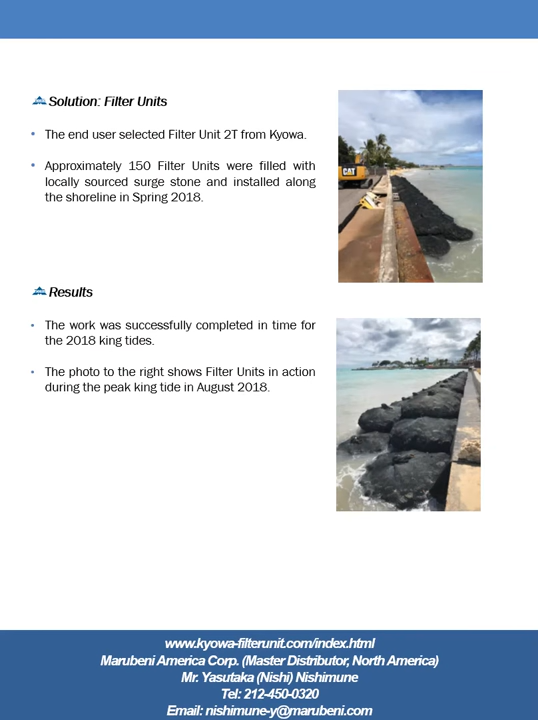 Solution: Filter Units
• The end user selected Filter Unit 2T from Kyowa.
• Approximately 150 Filter Units were filled with
locally sourced surge stone and installed along
the shoreline in Spring 2018.
CAT
Results
• The work was successfully completed in time for
the 2018 king tides.
• The photo to the right shows Filter Units in action
during the peak king tide in August 2018.
www.kyowa-filterunit.com/index.html
Marubeni America Corp. (Master Distributor, North America)
Mr. Yasutaka (Nishi) Nishimune
Tel: 212-450-0320
Email: nishimune-y@marubeni.com